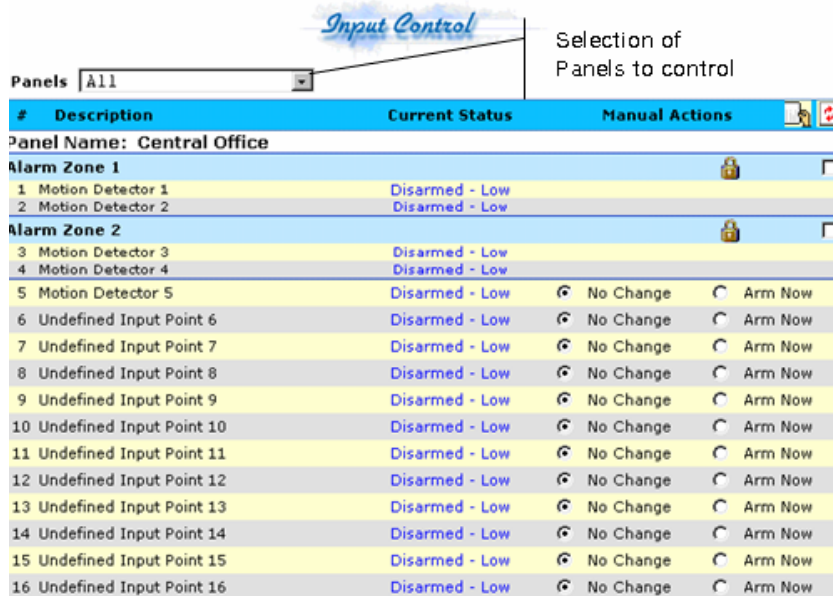 Input Control
Selection of
Panels to control
Panels All
# Description Current Status Manual Actions
Panel Name: Central Office
Alarm Zone 1
1 Motion Detector 1 Disarmed - Low
2 Motion Detector 2 Disarmed - Low
Alarm Zone 2
3 Motion Detector 3 Disarmed - Low
4 Motion Detector 4 Disarmed - Low
5 Motion Detector 5 Disarmed - Low No Change Arm Now
6 Undefined Input Point 6 Disarmed - Low No Change Arm Now
7 Undefined Input Point 7 Disarmed - Low No Change Arm Now
8 Undefined Input Point 8 Disarmed - Low No Change Arm Now
9 Undefined Input Point 9 Disarmed - Low No Change Arm Now
10 Undefined Input Point 10 Disarmed - Low No Change Arm Now
11 Undefined Input Point 11 Disarmed - Low No Change Arm Now
12 Undefined Input Point 12 Disarmed - Low No Change Arm Now
13 Undefined Input Point 13 Disarmed - Low No Change Arm Now
14 Undefined Input Point 14 Disarmed - Low No Change Arm Now
15 Undefined Input Point 15 Disarmed - Low No Change Arm Now
16 Undefined Input Point 16 Disarmed - Low No Change Arm Now